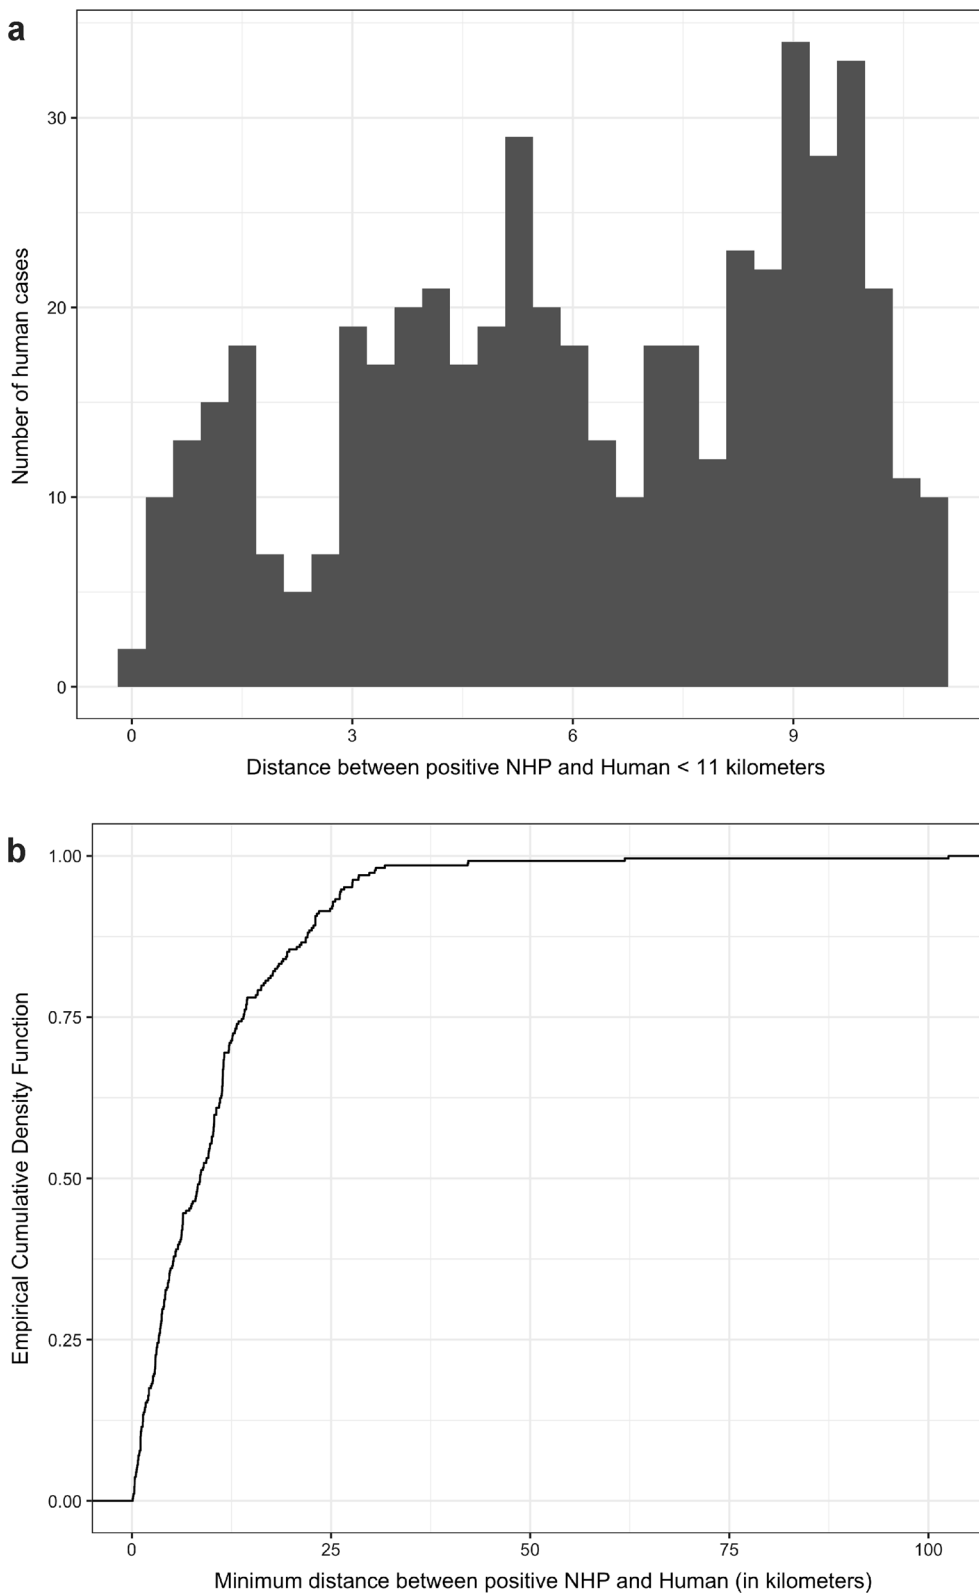 a
30
20
10
0
Number of human cases
0 3 6 9
Distance between positive NHP and Human < 11 kilometers
b
1.00
0.75
0.50
0.25
0.00
Empirical Cumulative Density Function
0 25 50 75 100
Minimum distance between positive NHP and Human (in kilometers)